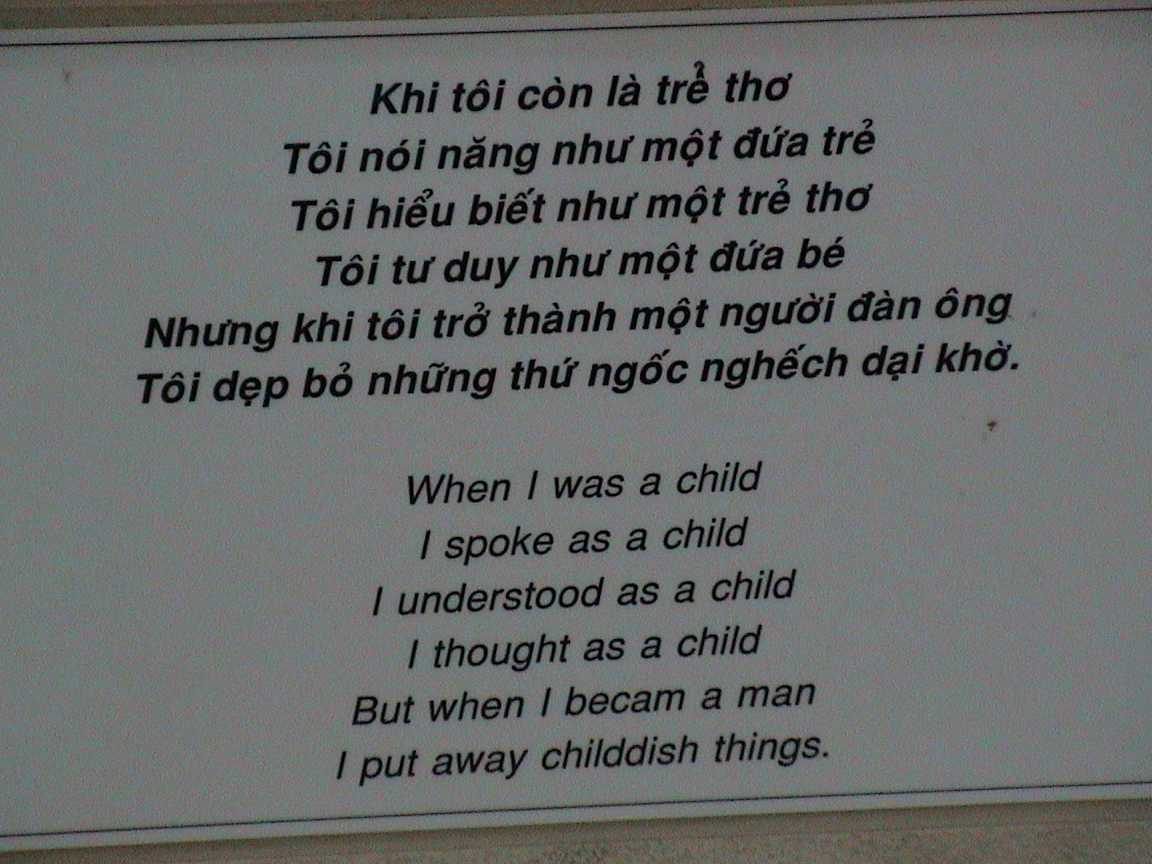 Khi tôi còn là trể thơ
Tôi nói năng như một đứa trẻ
Tôi hiểu biết như một trẻ thơ
Tôi tư duy như một đứa bé
Nhưng khi tôi trở thành một người đàn ông
Tôi dẹp bỏ những thứ ngốc nghếch dại khờ.
When I was a child
I spoke as a child
I understood as a child
I thought as a child
But when I becam a man
I put away childdish things.